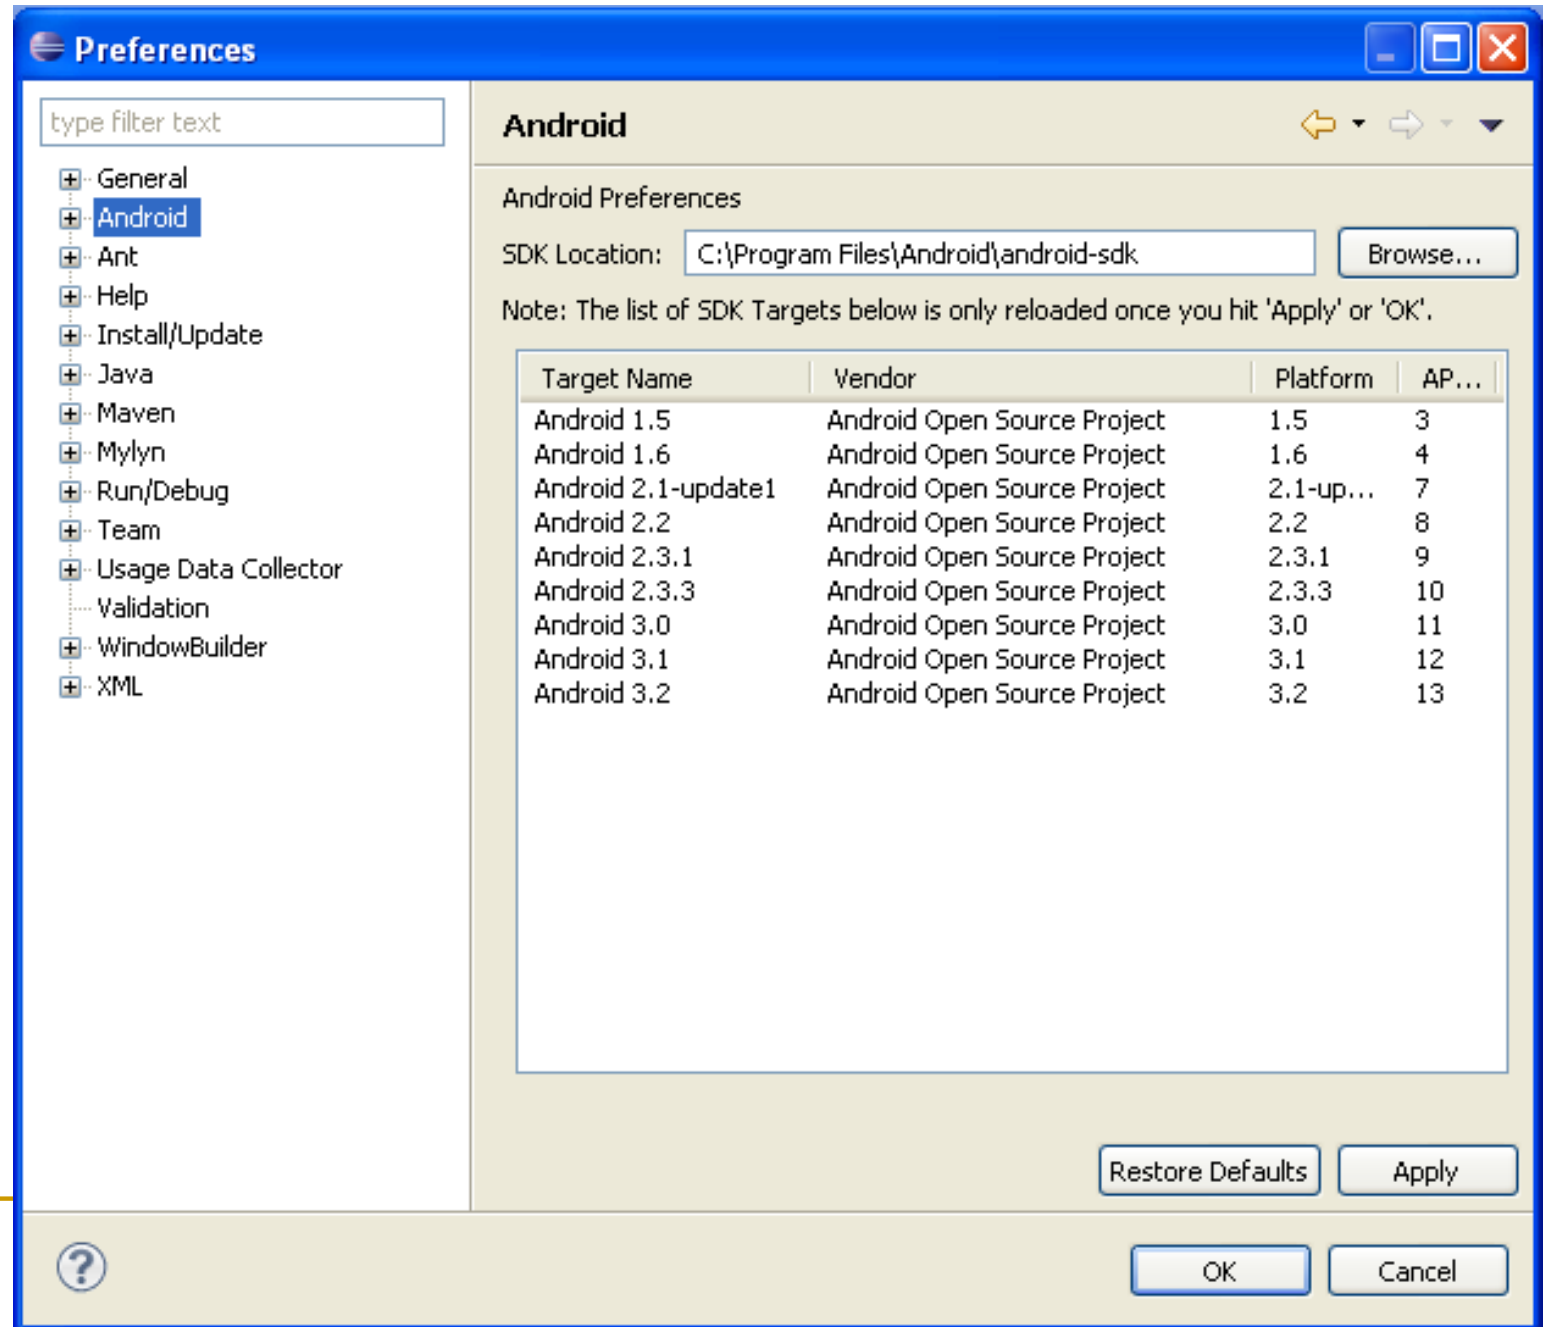 Preferences
type filter text
General
Android
Ant
Help
Install/Update
Java
Maven
Mylyn
Run/Debug
Team
Usage Data Collector
Validation
WindowBuilder
XML
Android
Android Preferences
SDK Location: C:\Program Files\Android\android-sdk Browse...
Note: The list of SDK Targets below is only reloaded once you hit 'Apply' or 'OK'.
Target Name Vendor Platform AP...
Android 1.5 Android Open Source Project 1.5 3
Android 1.6 Android Open Source Project 1.6 4
Android 2.1-update1 Android Open Source Project 2.1-up... 7
Android 2.2 Android Open Source Project 2.2 8
Android 2.3.1 Android Open Source Project 2.3.1 9
Android 2.3.3 Android Open Source Project 2.3.3 10
Android 3.0 Android Open Source Project 3.0 11
Android 3.1 Android Open Source Project 3.1 12
Android 3.2 Android Open Source Project 3.2 13
Restore Defaults Apply
? OK Cancel